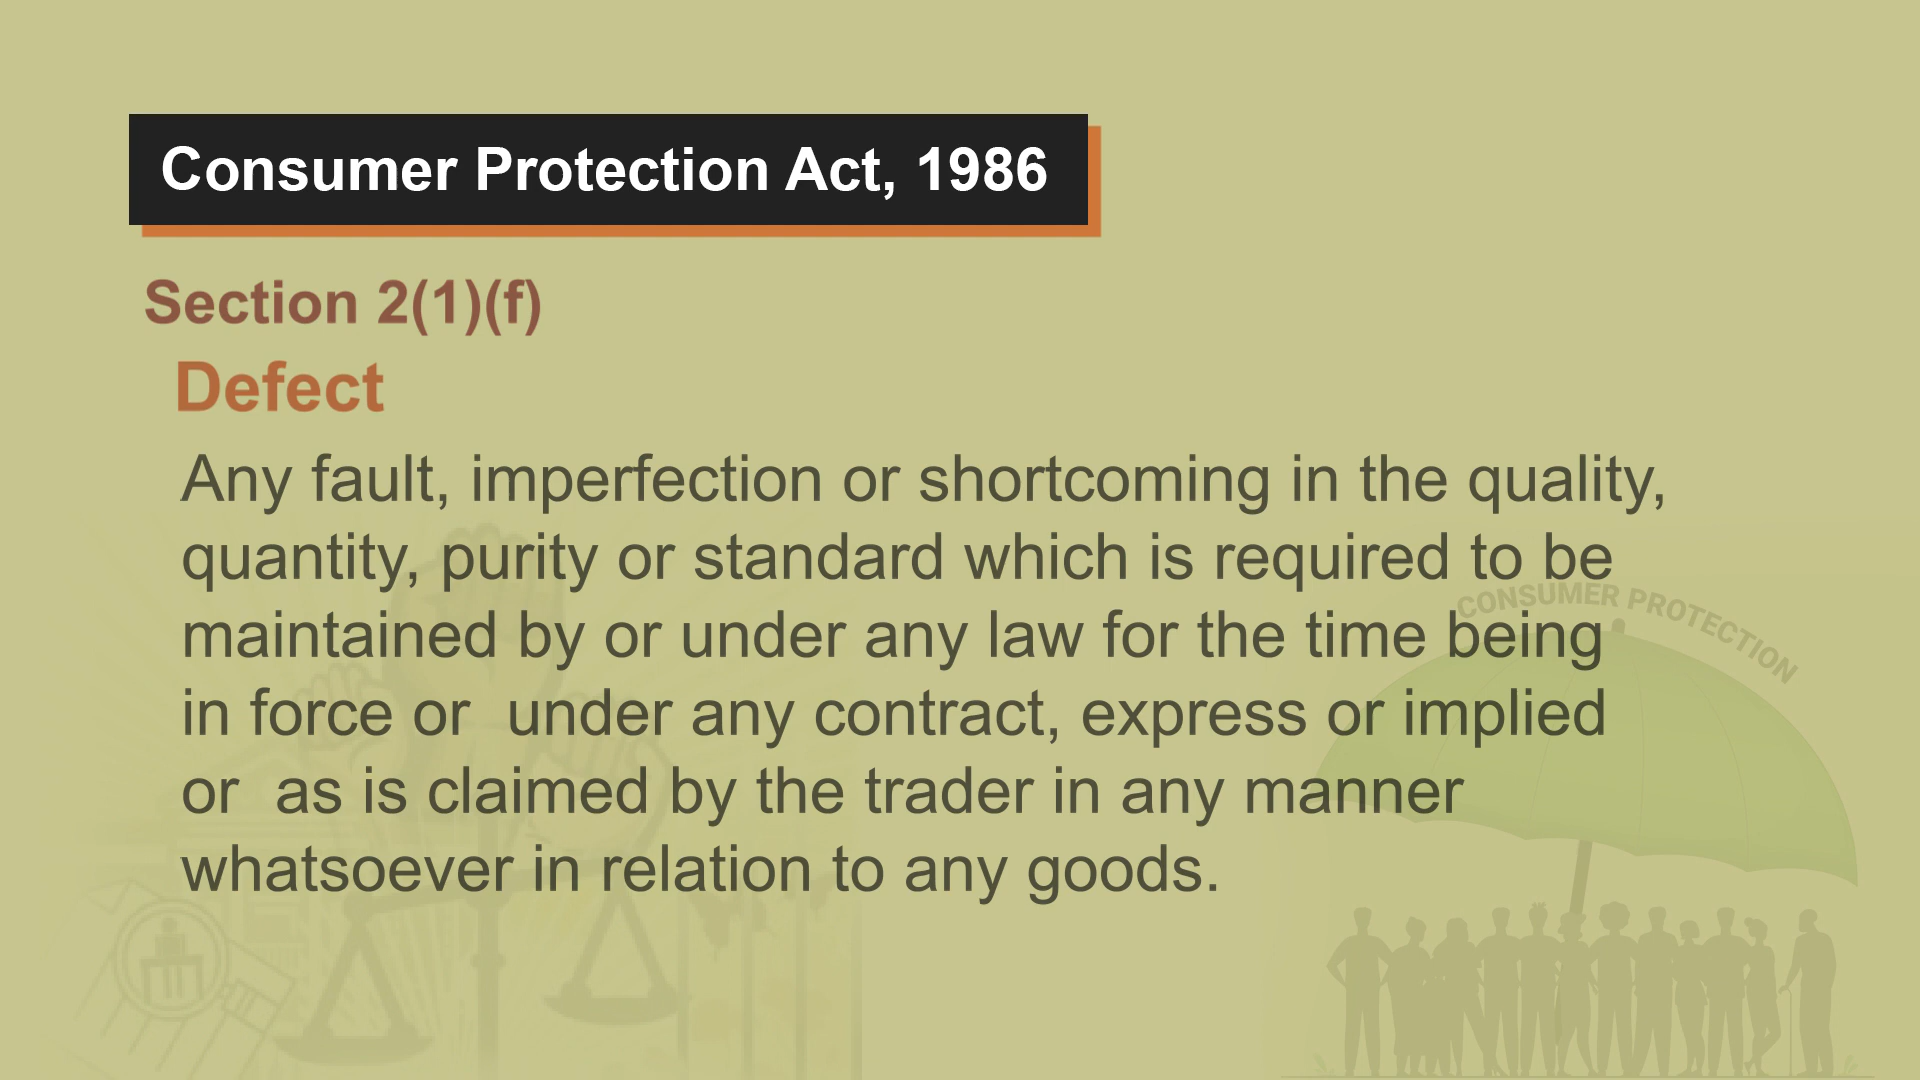 Consumer Protection Act, 1986
Section 2(1)(f)
Defect
Any fault, imperfection or shortcoming in the quality,
quantity, purity or standard which is required to be
maintained by or under any law for the time being
in force or under any contract, express or implied
or as is claimed by the trader in any manner
whatsoever in relation to any goods.
CONSUMER PROTECTION